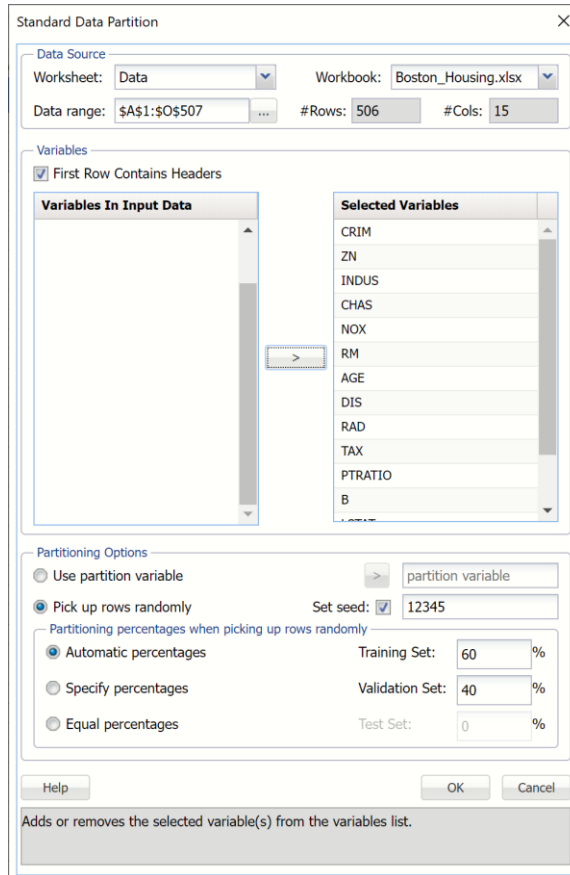 Standard Data Partition
Data Source
Worksheet: Data Workbook: Boston_Housing.xlsx
Data range: $A$1:$O$507 ... #Rows: 506 #Cols: 15
Variables
First Row Contains Headers
Variables In Input Data Selected Variables
CRIM
ZN
INDUS
CHAS
NOX
> RM
AGE
DIS
RAD
TAX
PTRATIO
B
Partitioning Options
Use partition variable > partition variable
Pick up rows randomly Set seed: 12345
Partitioning percentages when picking up rows randomly
Automatic percentages Training Set: 60 %
Specify percentages Validation Set: 40 %
Equal percentages Test Set: 0 %
Help OK Cancel
Adds or removes the selected variable(s) from the variables list.